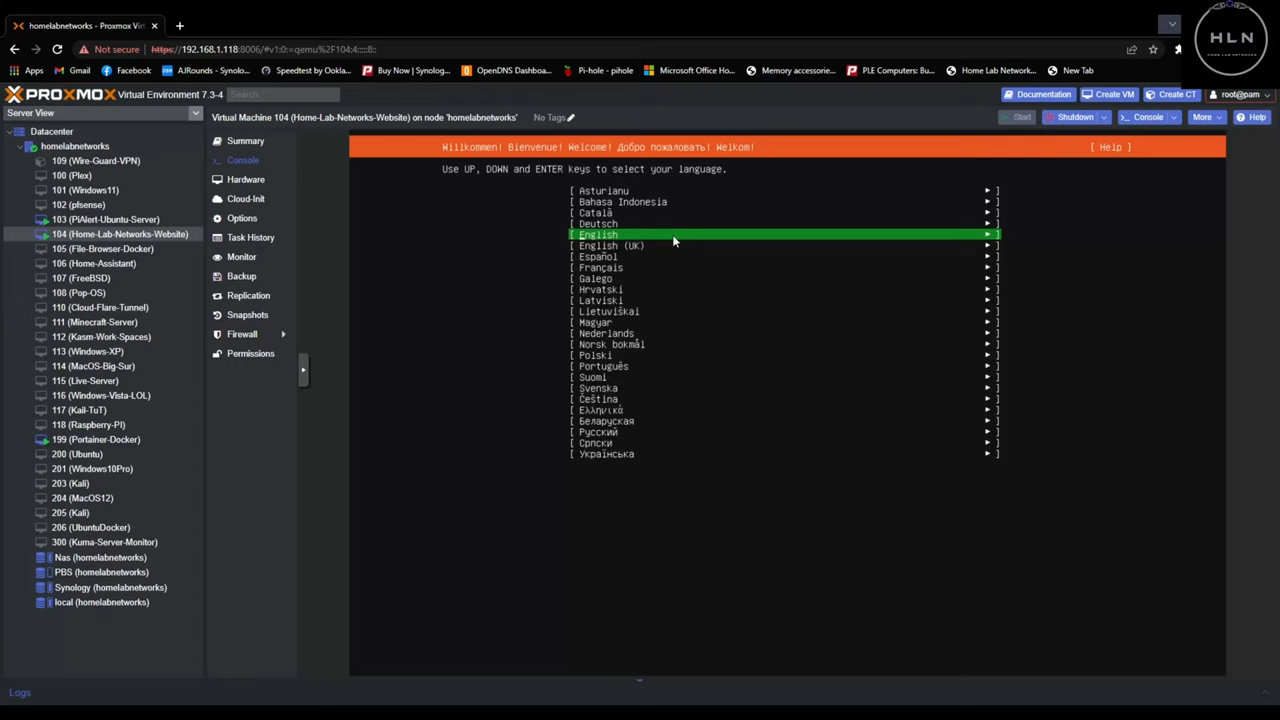 homelabnetworks - Proxmox Vir
Not secure
https://192.168.1.118:8006/#v1:0:=qemu%2F104:4:::::8::
HLN
HOME LAB NETWORKS
Apps
Gmail
Facebook
AJRounds - Synolo...
Speedtest by Ookla...
Buy Now | Synolog...
OpenDNS Dashboa...
Pi-hole - pihole
Microsoft Office Ho...
Memory accessorie...
PLE Computers: Bu...
Home Lab Network...
New Tab
PROXMOX Virtual Environment 7.3-4
Search
Documentation
Create VM
Create CT
root@pam
Server View
Virtual Machine 104 (Home-Lab-Networks-Website) on node 'homelabnetworks'
No Tags
Start
Shutdown
Console
More
Help
Datacenter
homelabnetworks
109 (Wire-Guard-VPN)
100 (Plex)
101 (Windows11)
102 (pfsense)
103 (PiAlert-Ubuntu-Server)
104 (Home-Lab-Networks-Website)
105 (File-Browser-Docker)
106 (Home-Assistant)
107 (FreeBSD)
108 (Pop-OS)
110 (Cloud-Flare-Tunnel)
111 (Minecraft-Server)
112 (Kasm-Work-Spaces)
113 (Windows-XP)
114 (MacOS-Big-Sur)
115 (Live-Server)
116 (Windows-Vista-LOL)
117 (Kail-TuT)
118 (Raspberry-PI)
199 (Portainer-Docker)
200 (Ubuntu)
201 (Windows10Pro)
203 (Kali)
204 (MacOS12)
205 (Kali)
206 (UbuntuDocker)
300 (Kuma-Server-Monitor)
Nas (homelabnetworks)
PBS (homelabnetworks)
Synology (homelabnetworks)
local (homelabnetworks)
Summary
Console
Hardware
Cloud-Init
Options
Task History
Monitor
Backup
Replication
Snapshots
Firewall
Permissions
Willkommen! Bienvenue! Welcome! Добро пожаловать! Welkom!
[ Help ]
Use UP, DOWN and ENTER keys to select your language.
[ Asturianu ► ]
[ Bahasa Indonesia ► ]
[ Català ► ]
[ Deutsch ► ]
[ English ► ]
[ English (UK) ► ]
[ Español ► ]
[ Français ► ]
[ Galego ► ]
[ Hrvatski ► ]
[ Latviski ► ]
[ Lietuviškai ► ]
[ Magyar ► ]
[ Nederlands ► ]
[ Norsk bokmål ► ]
[ Polski ► ]
[ Português ► ]
[ Suomi ► ]
[ Svenska ► ]
[ Čeština ► ]
[ Ελληνικά ► ]
[ Беларуская ► ]
[ Русский ► ]
[ Српски ► ]
[ Українська ► ]
Logs